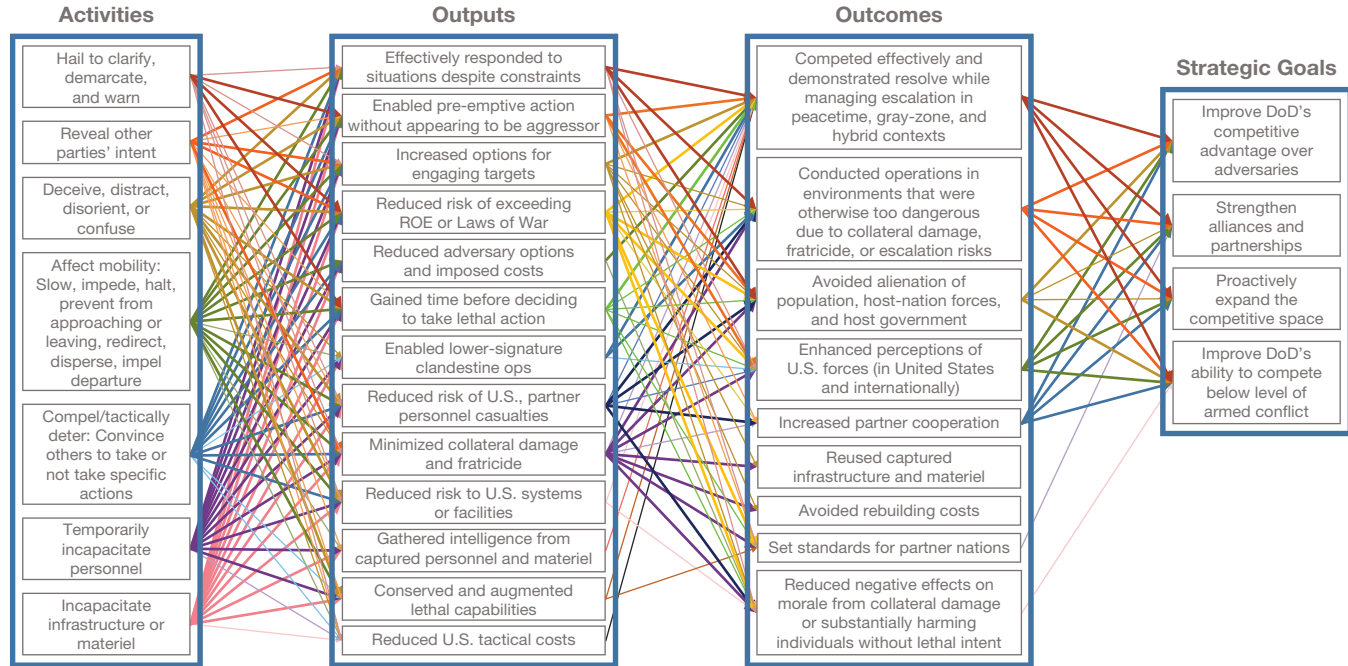 Activities
Hail to clarify,
demarcate,
and warn
Reveal other
parties’ intent
Deceive, distract,
disorient, or
confuse
Affect mobility:
Slow, impede, halt,
prevent from
approaching or
leaving, redirect,
disperse, impel
departure
Compel/tactically
deter: Convince
others to take or
not take specific
actions
Temporarily
incapacitate
personnel
Incapacitate
infrastructure or
materiel
Outputs
Effectively responded to
situations despite constraints
Enabled pre-emptive action
without appearing to be aggressor
Increased options for
engaging targets
Reduced risk of exceeding
ROE or Laws of War
Reduced adversary options
and imposed costs
Gained time before deciding
to take lethal action
Enabled lower-signature
clandestine ops
Reduced risk of U.S., partner
personnel casualties
Minimized collateral damage
and fratricide
Reduced risk to U.S. systems
or facilities
Gathered intelligence from
captured personnel and materiel
Conserved and augmented
lethal capabilities
Reduced U.S. tactical costs
Outcomes
Competed effectively and
demonstrated resolve while
managing escalation in
peacetime, gray-zone, and
hybrid contexts
Conducted operations in
environments that were
otherwise too dangerous
due to collateral damage,
fratricide, or escalation risks
Avoided alienation of
population, host-nation forces,
and host government
Enhanced perceptions of
U.S. forces (in United States
and internationally)
Increased partner cooperation
Reused captured
infrastructure and materiel
Avoided rebuilding costs
Set standards for partner nations
Reduced negative effects on
morale from collateral damage
or substantially harming
individuals without lethal intent
Strategic Goals
Improve DoD’s
competitive
advantage over
adversaries
Strengthen
alliances and
partnerships
Proactively
expand the
competitive space
Improve DoD’s
ability to compete
below level of
armed conflict